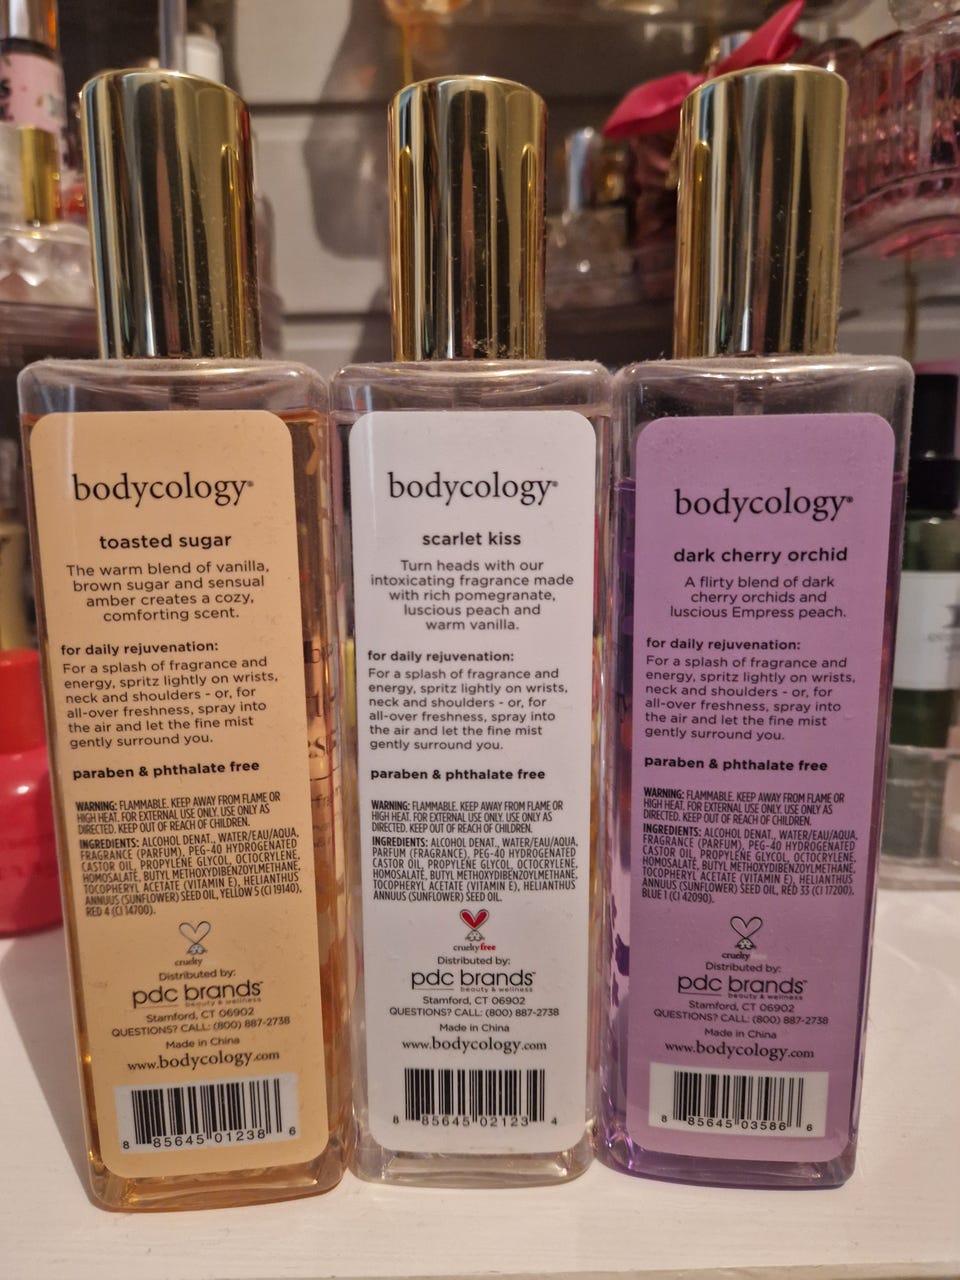 bodycology®
toasted sugar
The warm blend of vanilla,
brown sugar and sensual
amber creates a cozy,
comforting scent.
for daily rejuvenation:
For a splash of fragrance and
energy, spritz lightly on wrists,
neck and shoulders - or, for
all-over freshness, spray into
the air and let the fine mist
gently surround you.
paraben & phthalate free
WARNING: FLAMMABLE. KEEP AWAY FROM FLAME OR
HIGH HEAT. FOR EXTERNAL USE ONLY. USE ONLY AS
DIRECTED. KEEP OUT OF REACH OF CHILDREN.
INGREDIENTS: ALCOHOL DENAT., WATER/EAU/AQUA,
FRAGRANCE (PARFUM), PEG-40 HYDROGENATED
CASTOR OIL, PROPYLENE GLYCOL, OCTOCRYLENE,
HOMOSALATE, BUTYL METHOXYDIBENZOYLMETHANE,
TOCOPHERYL ACETATE (VITAMIN E), HELIANTHUS
ANNUUS (SUNFLOWER) SEED OIL, YELLOW 5 (CI 19140),
RED 4 (CI 14700).
cruelty
Distributed by:
pdc brands™
beauty & wellness
Stamford, CT 06902
QUESTIONS? CALL: (800) 887-2738
Made in China
www.bodycology.com
8 85645 01238 6
bodycology®
scarlet kiss
Turn heads with our
intoxicating fragrance made
with rich pomegranate,
luscious peach and
warm vanilla.
for daily rejuvenation:
For a splash of fragrance and
energy, spritz lightly on wrists,
neck and shoulders - or, for
all-over freshness, spray into
the air and let the fine mist
gently surround you.
paraben & phthalate free
WARNING: FLAMMABLE. KEEP AWAY FROM FLAME OR
HIGH HEAT. FOR EXTERNAL USE ONLY. USE ONLY AS
DIRECTED. KEEP OUT OF REACH OF CHILDREN.
INGREDIENTS: ALCOHOL DENAT., WATER/EAU/AQUA,
PARFUM (FRAGRANCE), PEG-40 HYDROGENATED
CASTOR OIL, PROPYLENE GLYCOL, OCTOCRYLENE,
HOMOSALATE, BUTYL METHOXYDIBENZOYLMETHANE,
TOCOPHERYL ACETATE (VITAMIN E), HELIANTHUS
ANNUUS (SUNFLOWER) SEED OIL.
crueltyfree
Distributed by:
pdc brands™
beauty & wellness
Stamford, CT 06902
QUESTIONS? CALL: (800) 887-2738
Made in China
www.bodycology.com
8 85645 02123 4
bodycology®
dark cherry orchid
A flirty blend of dark
cherry orchids and
luscious Empress peach.
for daily rejuvenation:
For a splash of fragrance and
energy, spritz lightly on wrists,
neck and shoulders - or, for
all-over freshness, spray into
the air and let the fine mist
gently surround you.
paraben & phthalate free
WARNING: FLAMMABLE. KEEP AWAY FROM FLAME OR
HIGH HEAT. FOR EXTERNAL USE ONLY. USE ONLY AS
DIRECTED. KEEP OUT OF REACH OF CHILDREN.
INGREDIENTS: ALCOHOL DENAT., WATER/EAU/AQUA,
FRAGRANCE (PARFUM), PEG-40 HYDROGENATED
CASTOR OIL, PROPYLENE GLYCOL, OCTOCRYLENE,
HOMOSALATE, BUTYL METHOXYDIBENZOYLMETHANE,
TOCOPHERYL ACETATE (VITAMIN E), HELIANTHUS
ANNUUS (SUNFLOWER) SEED OIL, RED 33 (CI 17200),
BLUE 1 (CI 42090).
cruelty
Distributed by:
pdc brands™
beauty & wellness
Stamford, CT 06902
QUESTIONS? CALL: (800) 887-2738
Made in China
www.bodycology.com
8 85645 03586 6